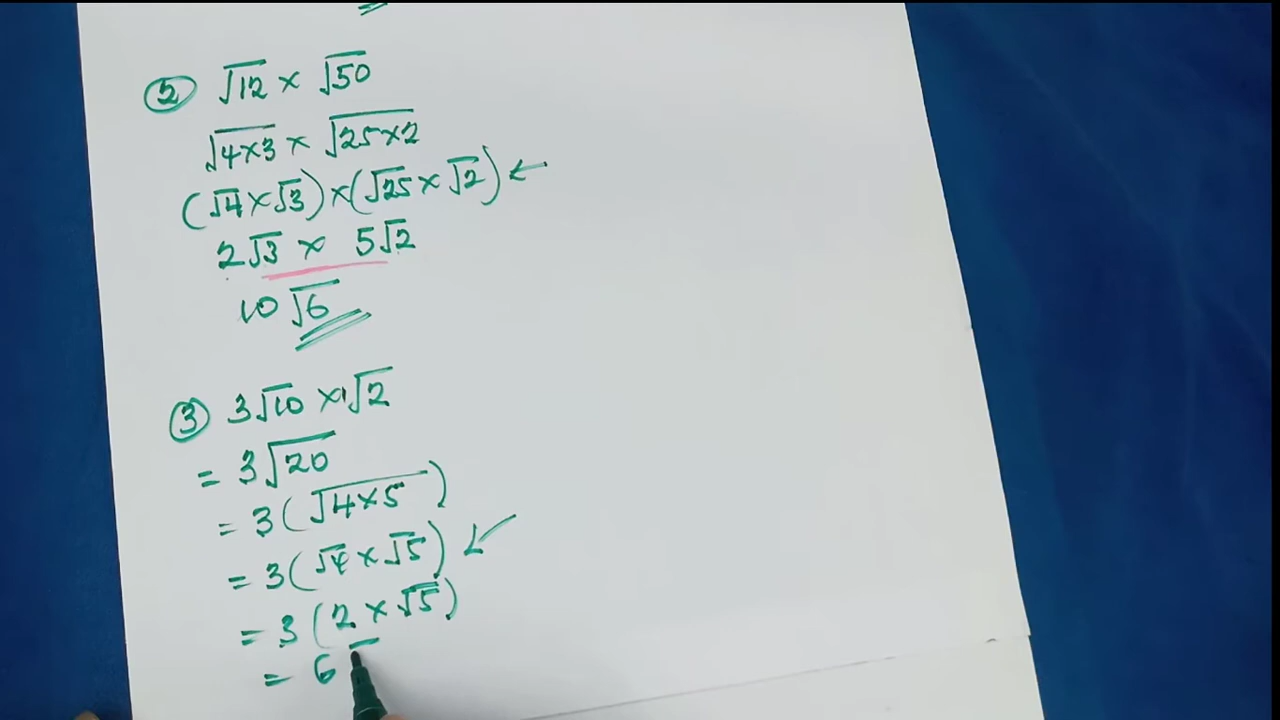 ② √12 × √50
√4×3 × √25×2
(√4 × √3) × (√25 × √2) ←
2√3 × 5√2
10√6
③ 3√10 × 1√2
= 3√20
= 3(√4×5)
= 3(√4 × √5) ↙
= 3(2 × √5)
= 6√